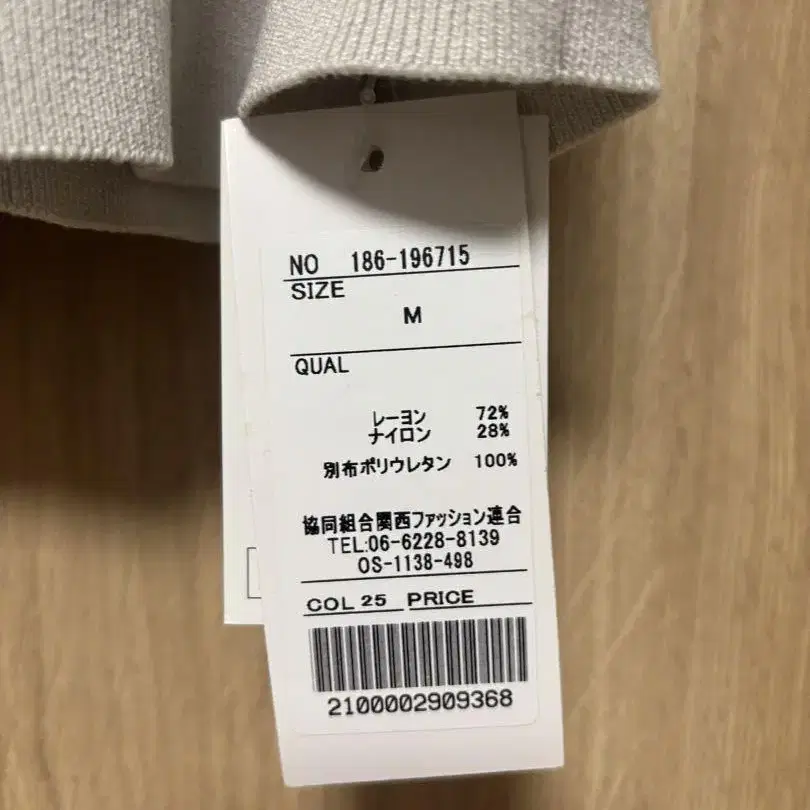 NO 186-196715
SIZE
M
QUAL
レーヨン 72%
ナイロン 28%
別布ポリウレタン 100%
協同組合関西ファッション連合
TEL:06-6228-8139
OS-1138-498
COL 25 PRICE
2100002909368